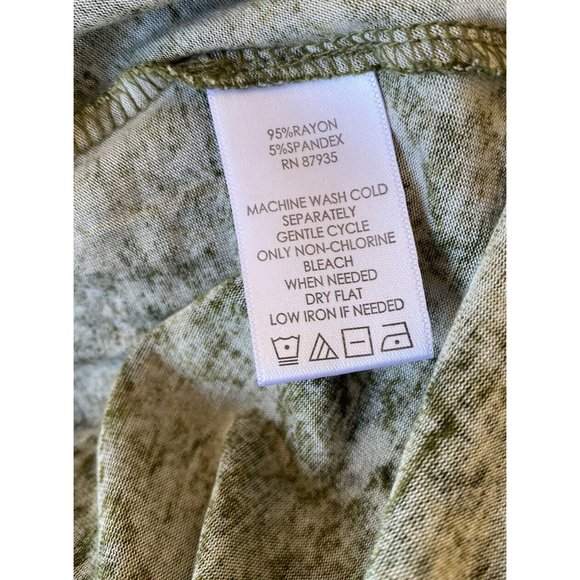 95%RAYON
5%SPANDEX
RN 87935
MACHINE WASH COLD
SEPARATELY
GENTLE CYCLE
ONLY NON-CHLORINE
BLEACH
WHEN NEEDED
DRY FLAT
LOW IRON IF NEEDED